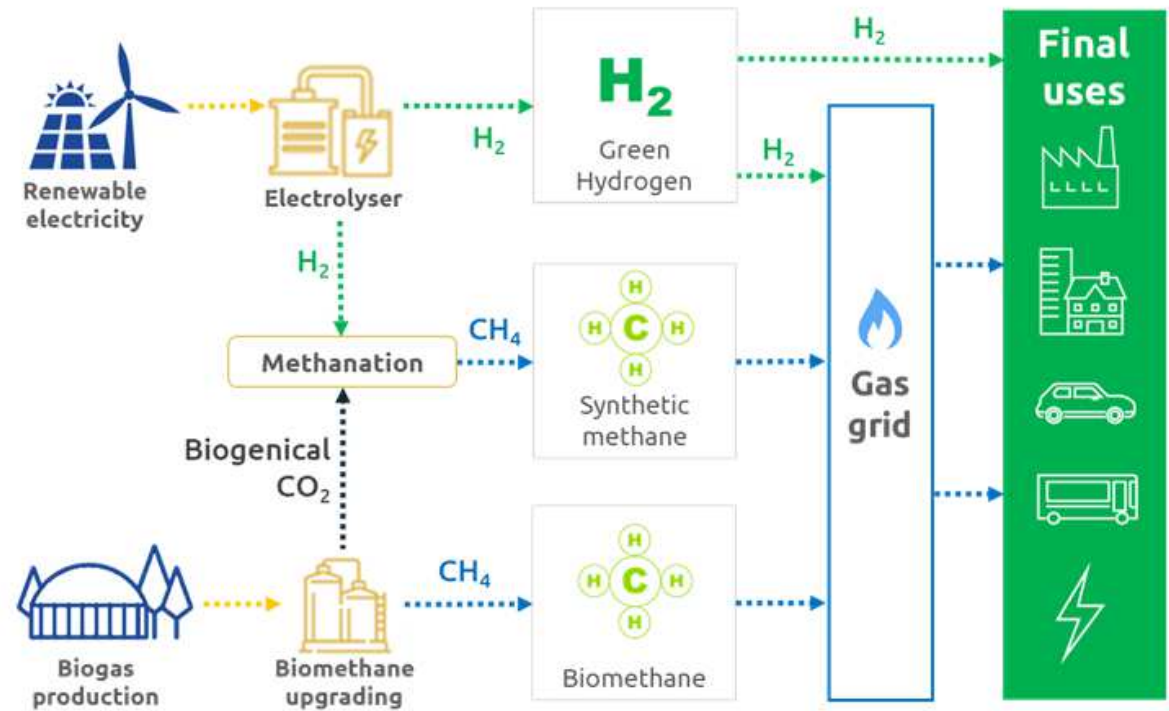 H₂
Final
uses
H₂
Green
Hydrogen
H₂
H₂
Renewable
electricity
Electrolyser
H₂
CH₄
H
H
C
H
H
Methanation
Synthetic
methane
Gas
grid
Biogenical
CO₂
CH₄
H
H
C
H
H
Biogas
production
Biomethane
upgrading
Biomethane